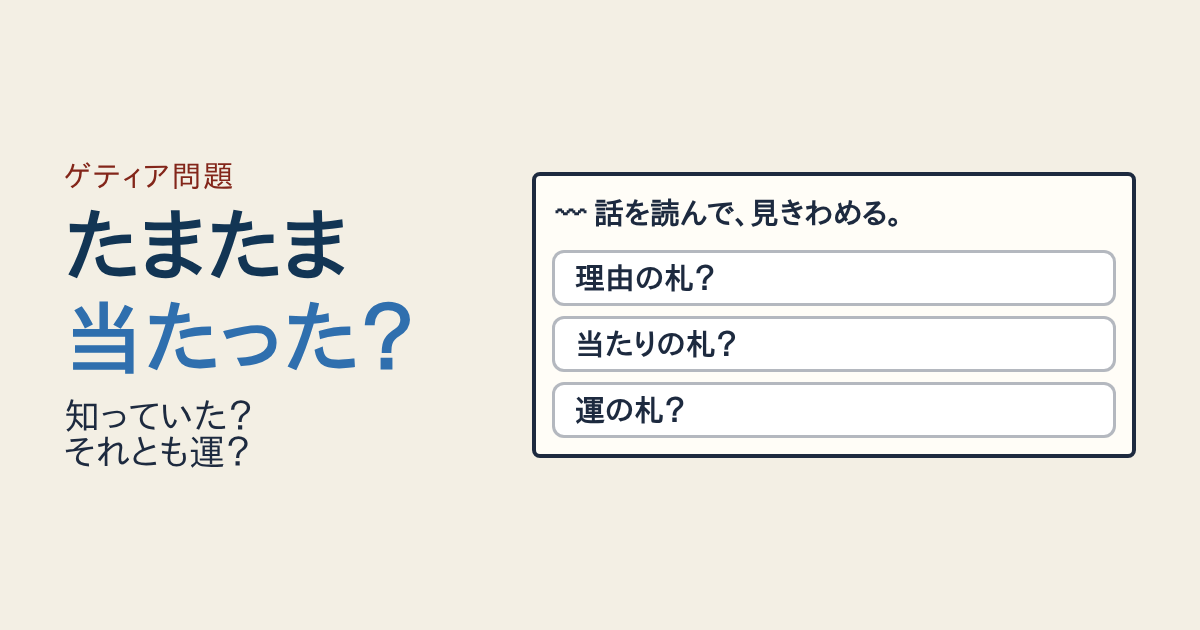 ゲティア問題
たまたま
当たった?
知っていた?
それとも運?
〰 話を読んで、見きわめる。
理由の札?
当たりの札?
運の札?